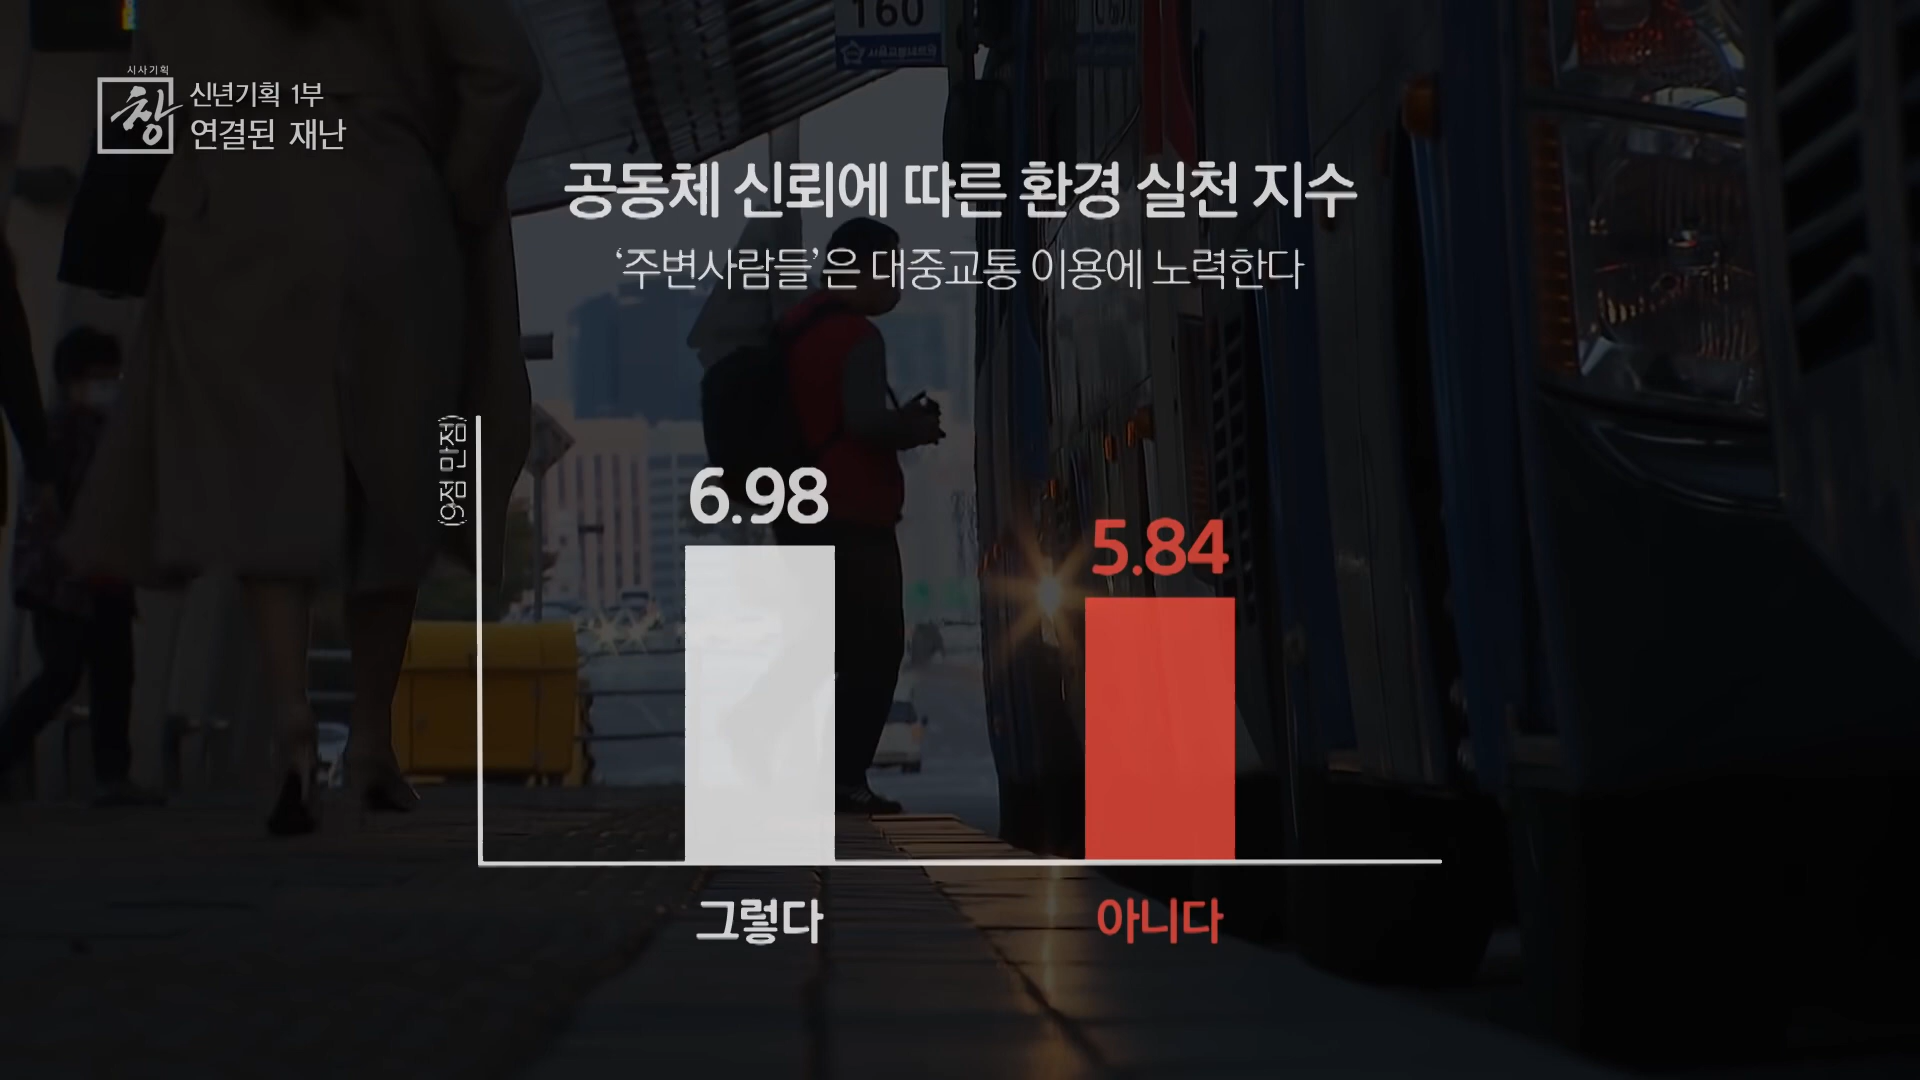 160
시사기획
창
신년기획 1부
연결된 재난
공동체 신뢰에 따른 환경 실천 지수
‘주변사람들’은 대중교통 이용에 노력한다
(9점 만점)
6.98
5.84
그렇다
아니다